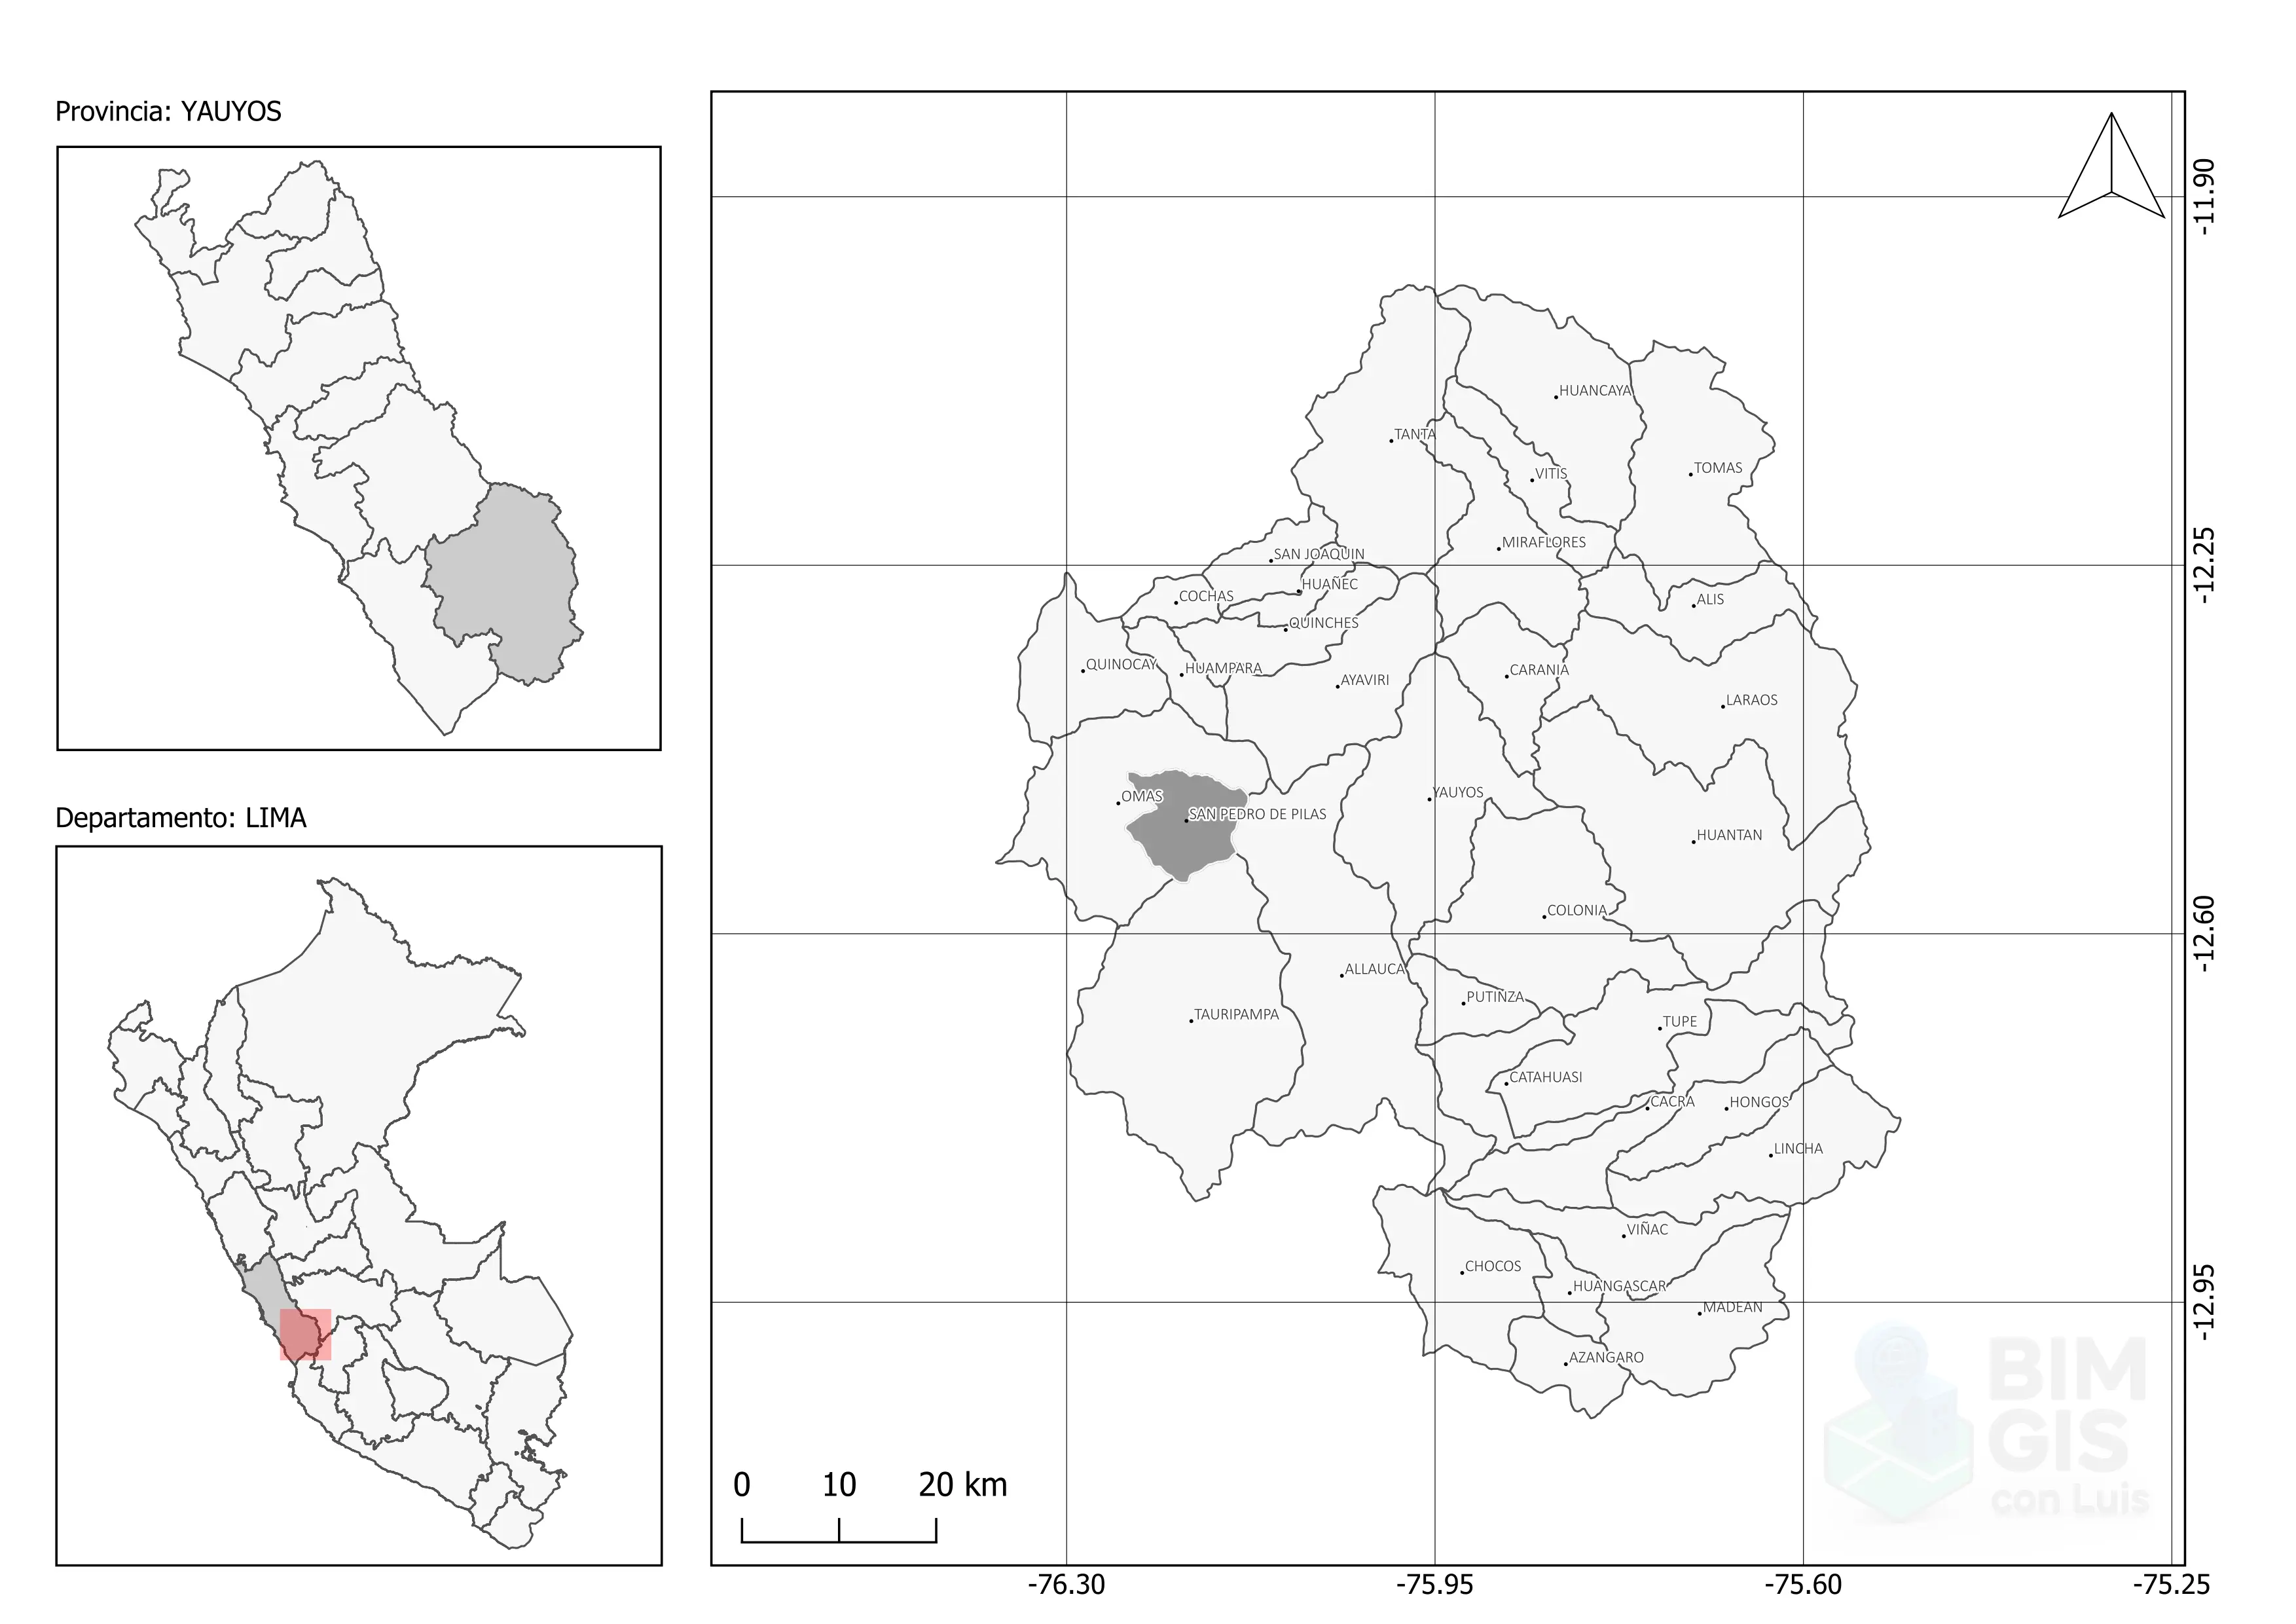 Provincia: YAUYOS
Departamento: LIMA
HUANCAYA
TANTA
TOMAS
VITIS
MIRAFLORES
SAN JOAQUIN
HUAÑEC
COCHAS
ALIS
QUINCHES
QUINOCAY
HUAMPARA
CARANIA
AYAVIRI
LARAOS
YAUYOS
OMAS
SAN PEDRO DE PILAS
HUANTAN
COLONIA
ALLAUCA
PUTINZA
TAURIPAMPA
TUPE
CATAHUASI
CACRA
HONGOS
LINCHA
VIÑAC
CHOCOS
HUANGASCAR
MADEAN
AZANGARO
-11.90
-12.25
-12.60
-12.95
0 10 20 km
BIM
GIS
con Luis
-76.30 -75.95 -75.60 -75.25